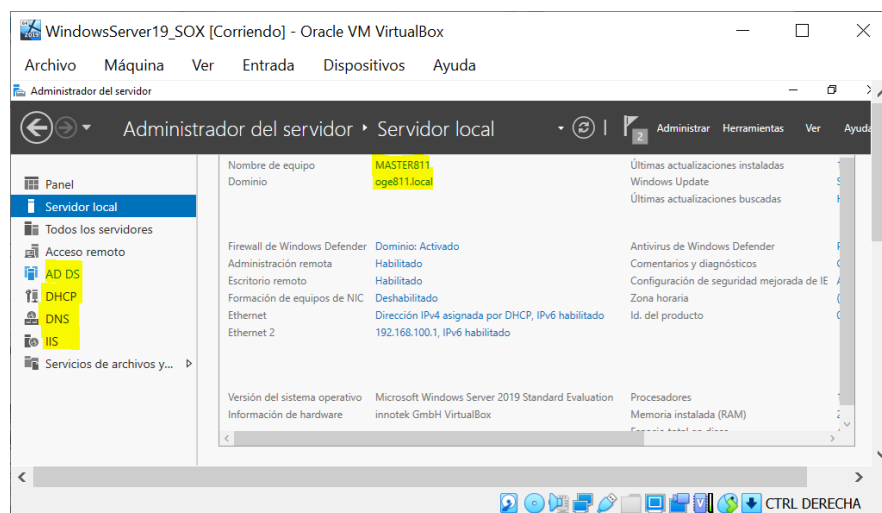 WindowsServer19_SOX [Corriendo] - Oracle VM VirtualBox
Archivo Máquina Ver Entrada Dispositivos Ayuda
Administrador del servidor
Administrador del servidor Servidor local
2 Administrar Herramientas Ver Ayuda
Panel
Servidor local
Todos los servidores
Acceso remoto
AD DS
DHCP
DNS
IIS
Servicios de archivos y...
Nombre de equipo MASTER811 Últimas actualizaciones instaladas
Dominio oge811.local Windows Update
Últimas actualizaciones buscadas
Firewall de Windows Defender Dominio: Activado Antivirus de Windows Defender
Administración remota Habilitado Comentarios y diagnósticos
Escritorio remoto Habilitado Configuración de seguridad mejorada de IE
Formación de equipos de NIC Deshabilitado Zona horaria
Ethernet Dirección IPv4 asignada por DHCP, IPv6 habilitado Id. del producto
Ethernet 2 192.168.100.1, IPv6 habilitado
Versión del sistema operativo Microsoft Windows Server 2019 Standard Evaluation Procesadores
Información de hardware innotek GmbH VirtualBox Memoria instalada (RAM)
CTRL DERECHA